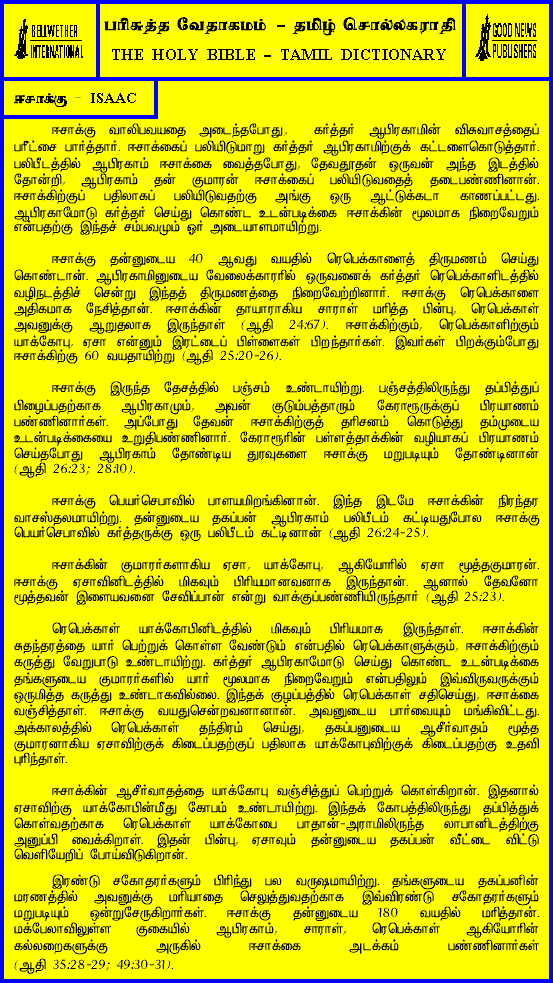 BELLWETHER
INTERNATIONAL
பரிசுத்த வேதாகமம் - தமிழ் சொல்லகராதி
THE HOLY BIBLE - TAMIL DICTIONARY
GOOD NEWS
PUBLISHERS
ஈசாக்கு - ISAAC
ஈசாக்கு வாலிபவயதை அடைந்தபோது, கர்த்தர் ஆபிரகாமின் விசுவாசத்தைப்
பரீட்சை பார்த்தார். ஈசாக்கைப் பலியிடுமாறு கர்த்தர் ஆபிரகாமிற்குக் கட்டளைகொடுத்தார்.
பலிபீடத்தில் ஆபிரகாம் ஈசாக்கை வைத்தபோது, தேவதூதன் ஒருவன் அந்த இடத்தில்
தோன்றி, ஆபிரகாம் தன் குமாரன் ஈசாக்கைப் பலியிடுவதைத் தடைபண்ணினான்.
ஈசாக்கிற்குப் பதிலாகப் பலியிடுவதற்கு அங்கு ஒரு ஆட்டுக்கடா காணப்பட்டது.
ஆபிரகாமோடு கர்த்தர் செய்து கொண்ட உடன்படிக்கை ஈசாக்கின் மூலமாக நிறைவேறும்
என்பதற்கு இந்தச் சம்பவமும் ஓர் அடையாளமாயிற்று.
ஈசாக்கு தன்னுடைய 40 ஆவது வயதில் ரெபெக்காளைத் திருமணம் செய்து
கொண்டான். ஆபிரகாமினுடைய வேலைக்காரரில் ஒருவனைக் கர்த்தர் ரெபெக்காளிடத்தில்
வழிநடத்திச் சென்று இந்தத் திருமணத்தை நிறைவேற்றினார். ஈசாக்கு ரெபெக்காளை
அதிகமாக நேசித்தான். ஈசாக்கின் தாயாராகிய சாராள் மரித்த பின்பு, ரெபெக்காள்
அவனுக்கு ஆறுதலாக இருந்தாள் (ஆதி 24:67). ஈசாக்கிற்கும், ரெபெக்காளிற்கும்
யாக்கோபு, ஏசா என்னும் இரட்டைப் பிள்ளைகள் பிறந்தார்கள். இவர்கள் பிறக்கும்போது
ஈசாக்கிற்கு 60 வயதாயிற்று (ஆதி 25:20-26).
ஈசாக்கு இருந்த தேசத்தில் பஞ்சம் உண்டாயிற்று. பஞ்சத்திலிருந்து தப்பித்துப்
பிழைப்பதற்காக ஆபிரகாமும், அவன் குடும்பத்தாரும் கேராரூருக்குப் பிரயாணம்
பண்ணினார்கள். அப்போது தேவன் ஈசாக்கிற்குத் தரிசனம் கொடுத்து தம்முடைய
உடன்படிக்கையை உறுதிபண்ணினார். கேராரூரின் பள்ளத்தாக்கின் வழியாகப் பிரயாணம்
செய்தபோது ஆபிரகாம் தோண்டிய துரவுகளை ஈசாக்கு மறுபடியும் தோண்டினான்
(ஆதி 26:23; 28:10).
ஈசாக்கு பெயர்செபாவில் பாளயமிறங்கினான். இந்த இடமே ஈசாக்கின் நிரந்தர
வாசஸ்தலமாயிற்று. தன்னுடைய தகப்பன் ஆபிரகாம் பலிபீடம் கட்டியதுபோல ஈசாக்கு
பெயர்செபாவில் கர்த்தருக்கு ஒரு பலிபீடம் கட்டினான் (ஆதி 26:24-25).
ஈசாக்கின் குமாரர்களாகிய ஏசா, யாக்கோபு, ஆகியோரில் ஏசா மூத்தகுமாரன்.
ஈசாக்கு ஏசாவினிடத்தில் மிகவும் பிரியமானவனாக இருந்தான். ஆனால் தேவனோ
மூத்தவன் இளையவனை சேவிப்பான் என்று வாக்குப்பண்ணியிருந்தார் (ஆதி 25:23).
ரெபெக்காள் யாக்கோபினிடத்தில் மிகவும் பிரியமாக இருந்தாள். ஈசாக்கின்
சுதந்தரத்தை யார் பெற்றுக் கொள்ள வேண்டும் என்பதில் ரெபெக்காளுக்கும், ஈசாக்கிற்கும்
கருத்து வேறுபாடு உண்டாயிற்று. கர்த்தர் ஆபிரகாமோடு செய்து கொண்ட உடன்படிக்கை
தங்களுடைய குமாரர்களில் யார் மூலமாக நிறைவேறும் என்பதிலும் இவ்விருவருக்கும்
ஒருமித்த கருத்து உண்டாகவில்லை. இந்தக் குழப்பத்தில் ரெபெக்காள் சதிசெய்து, ஈசாக்கை
வஞ்சித்தாள். ஈசாக்கு வயதுசென்றவனானான். அவனுடைய பார்வையும் மங்கிவிட்டது.
அக்காலத்தில் ரெபெக்காள் தந்திரம் செய்து, தகப்பனுடைய ஆசீர்வாதம் மூத்த
குமாரனாகிய ஏசாவிற்குக் கிடைப்பதற்குப் பதிலாக யாக்கோபுவிற்குக் கிடைப்பதற்கு உதவி
புரிந்தாள்.
ஈசாக்கின் ஆசீர்வாதத்தை யாக்கோபு வஞ்சித்துப் பெற்றுக் கொள்கிறான். இதனால்
ஏசாவிற்கு யாக்கோபின்மீது கோபம் உண்டாயிற்று. இந்தக் கோபத்திலிருந்து தப்பித்துக்
கொள்வதற்காக ரெபெக்காள் யாக்கோபை பாதான்-அராமிலிருந்த லாபானிடத்திற்கு
அனுப்பி வைக்கிறாள். இதன் பின்பு, ஏசாவும் தன்னுடைய தகப்பன் வீட்டை விட்டு
வெளியேறிப் போய்விடுகிறான்.
இரண்டு சகோதரர்களும் பிரிந்து பல வருஷமாயிற்று. தங்களுடைய தகப்பனின்
மரணத்தில் அவனுக்கு மரியாதை செலுத்துவதற்காக இவ்விரண்டு சகோதரர்களும்
மறுபடியும் ஒன்றுசேருகிறார்கள். ஈசாக்கு தன்னுடைய 180 வயதில் மரித்தான்.
மக்பேலாவிலுள்ள குகையில் ஆபிரகாம், சாராள், ரெபெக்காள் ஆகியோரின்
கல்லறைகளுக்கு அருகில் ஈசாக்கை அடக்கம் பண்ணினார்கள்
(ஆதி 35:28-29; 49:30-31).